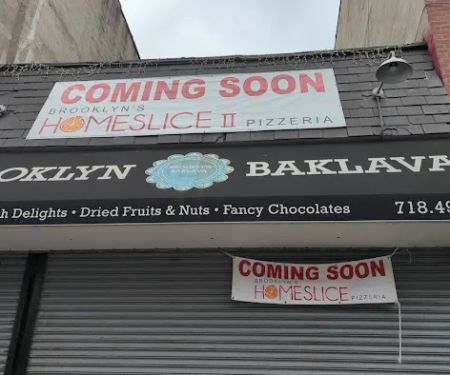 COMING SOON
BROOKLYN'S
HOMESLICE II PIZZERIA
OOKLYN BAKLAVA
h Delights • Dried Fruits & Nuts • Fancy Chocolates 718.49
COMING SOON
BROOKLYN'S
HOMESLICE PIZZERIA